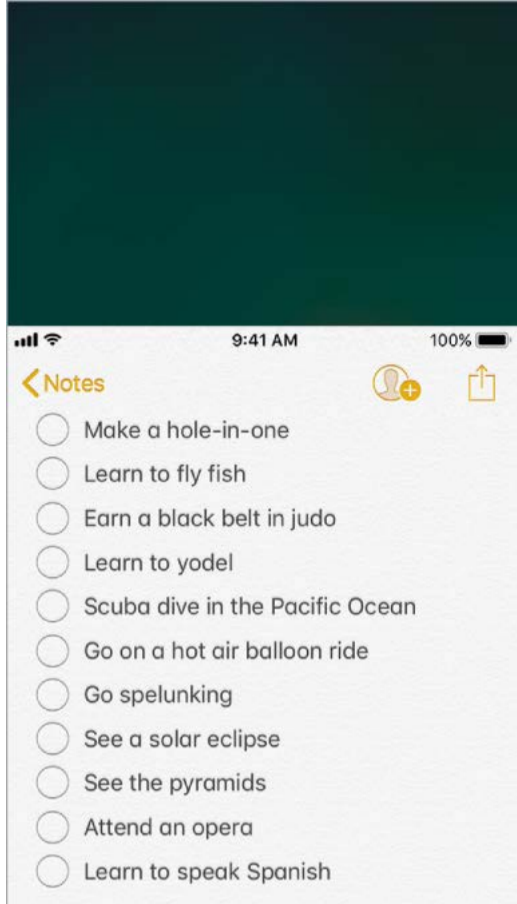 9:41 AM 100%
Notes
Make a hole-in-one
Learn to fly fish
Earn a black belt in judo
Learn to yodel
Scuba dive in the Pacific Ocean
Go on a hot air balloon ride
Go spelunking
See a solar eclipse
See the pyramids
Attend an opera
Learn to speak Spanish